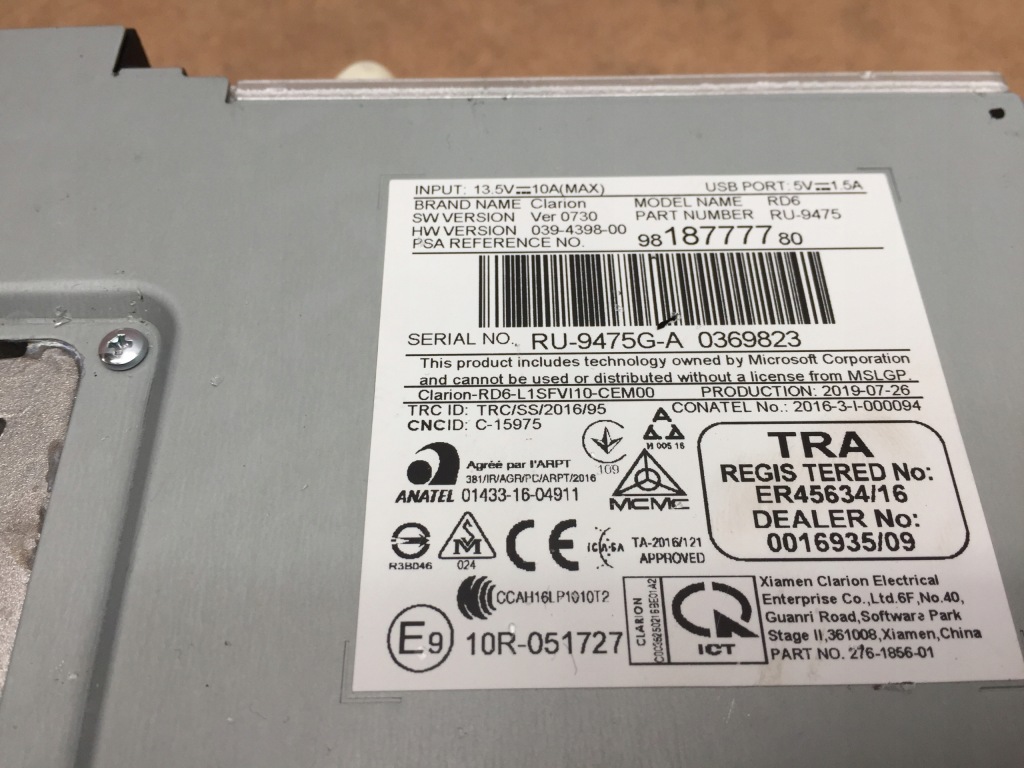 INPUT: 13.5V⎓10A(MAX) USB PORT: 5V⎓1.5A
BRAND NAME Clarion MODEL NAME RD6
SW VERSION Ver 0730 PART NUMBER RU-9475
HW VERSION 039-4398-00
PSA REFERENCE NO. 9818777780
SERIAL NO. RU-9475G-A 0369823
This product includes technology owned by Microsoft Corporation
and cannot be used or distributed without a license from MSLGP.
Clarion-RD6-L1SFVI10-CEM00 PRODUCTION: 2019-07-26
TRC ID: TRC/SS/2016/95 CONATEL No.: 2016-3-I-000094
CNCID: C-15975
109
И 005 16
Agréé par l'ARPT
381/IR/AGR/PC/ARPT/2016
ANATEL 01433-16-04911
MCMC
TRA
REGIS TERED No:
ER45634/16
DEALER No:
0016935/09
R3B046
024
CE
ICASA
TA-2016/121
APPROVED
CCAH16LP1010T2
E9 10R-051727
CLARION
ICT
Xiamen Clarion Electrical
Enterprise Co.,Ltd.6F,No.40,
Guanri Road,Software Park
Stage II,361008,Xiamen,China
PART NO. 276-1856-01